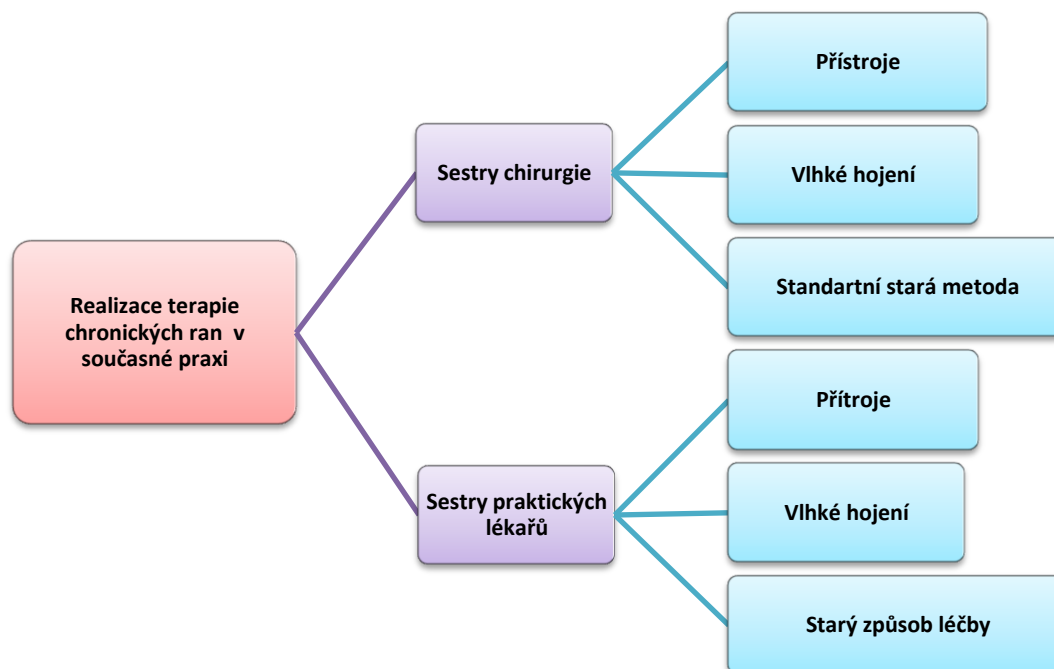 Realizace terapie
chronických ran v
současné praxi
Sestry chirurgie
Přístroje
Vlhké hojení
Standartní stará metoda
Sestry praktických
lékařů
Přítroje
Vlhké hojení
Starý způsob léčby